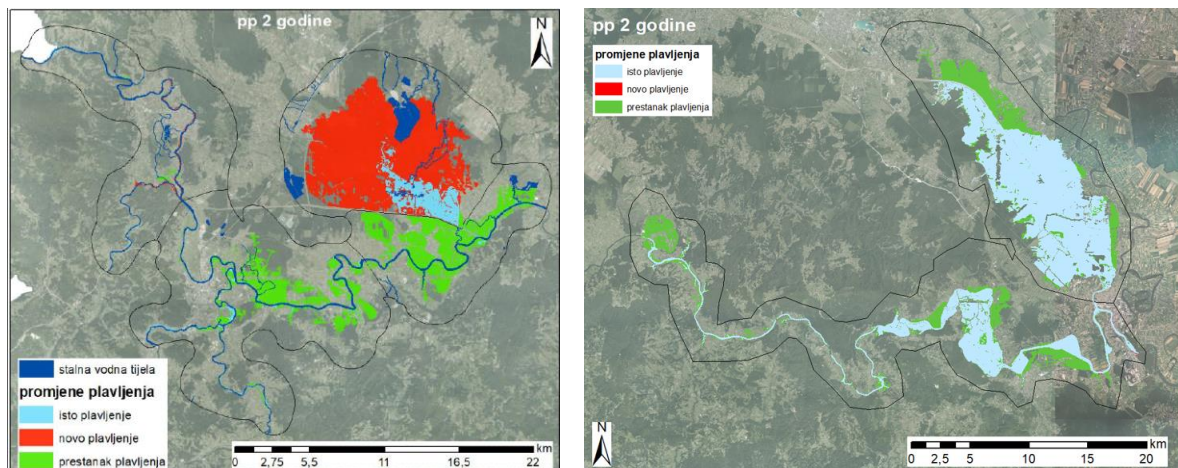 pp 2 godine
N
stalna vodna tijela
promjene plavljenja
isto plavljenje
novo plavljenje
prestanak plavljenja
km
0 2,75 5,5 11 16,5 22
pp 2 godine
N
promjene plavljenja
isto plavljenje
novo plavljenje
prestanak plavljenja
N
km
0 2,5 5 10 15 20